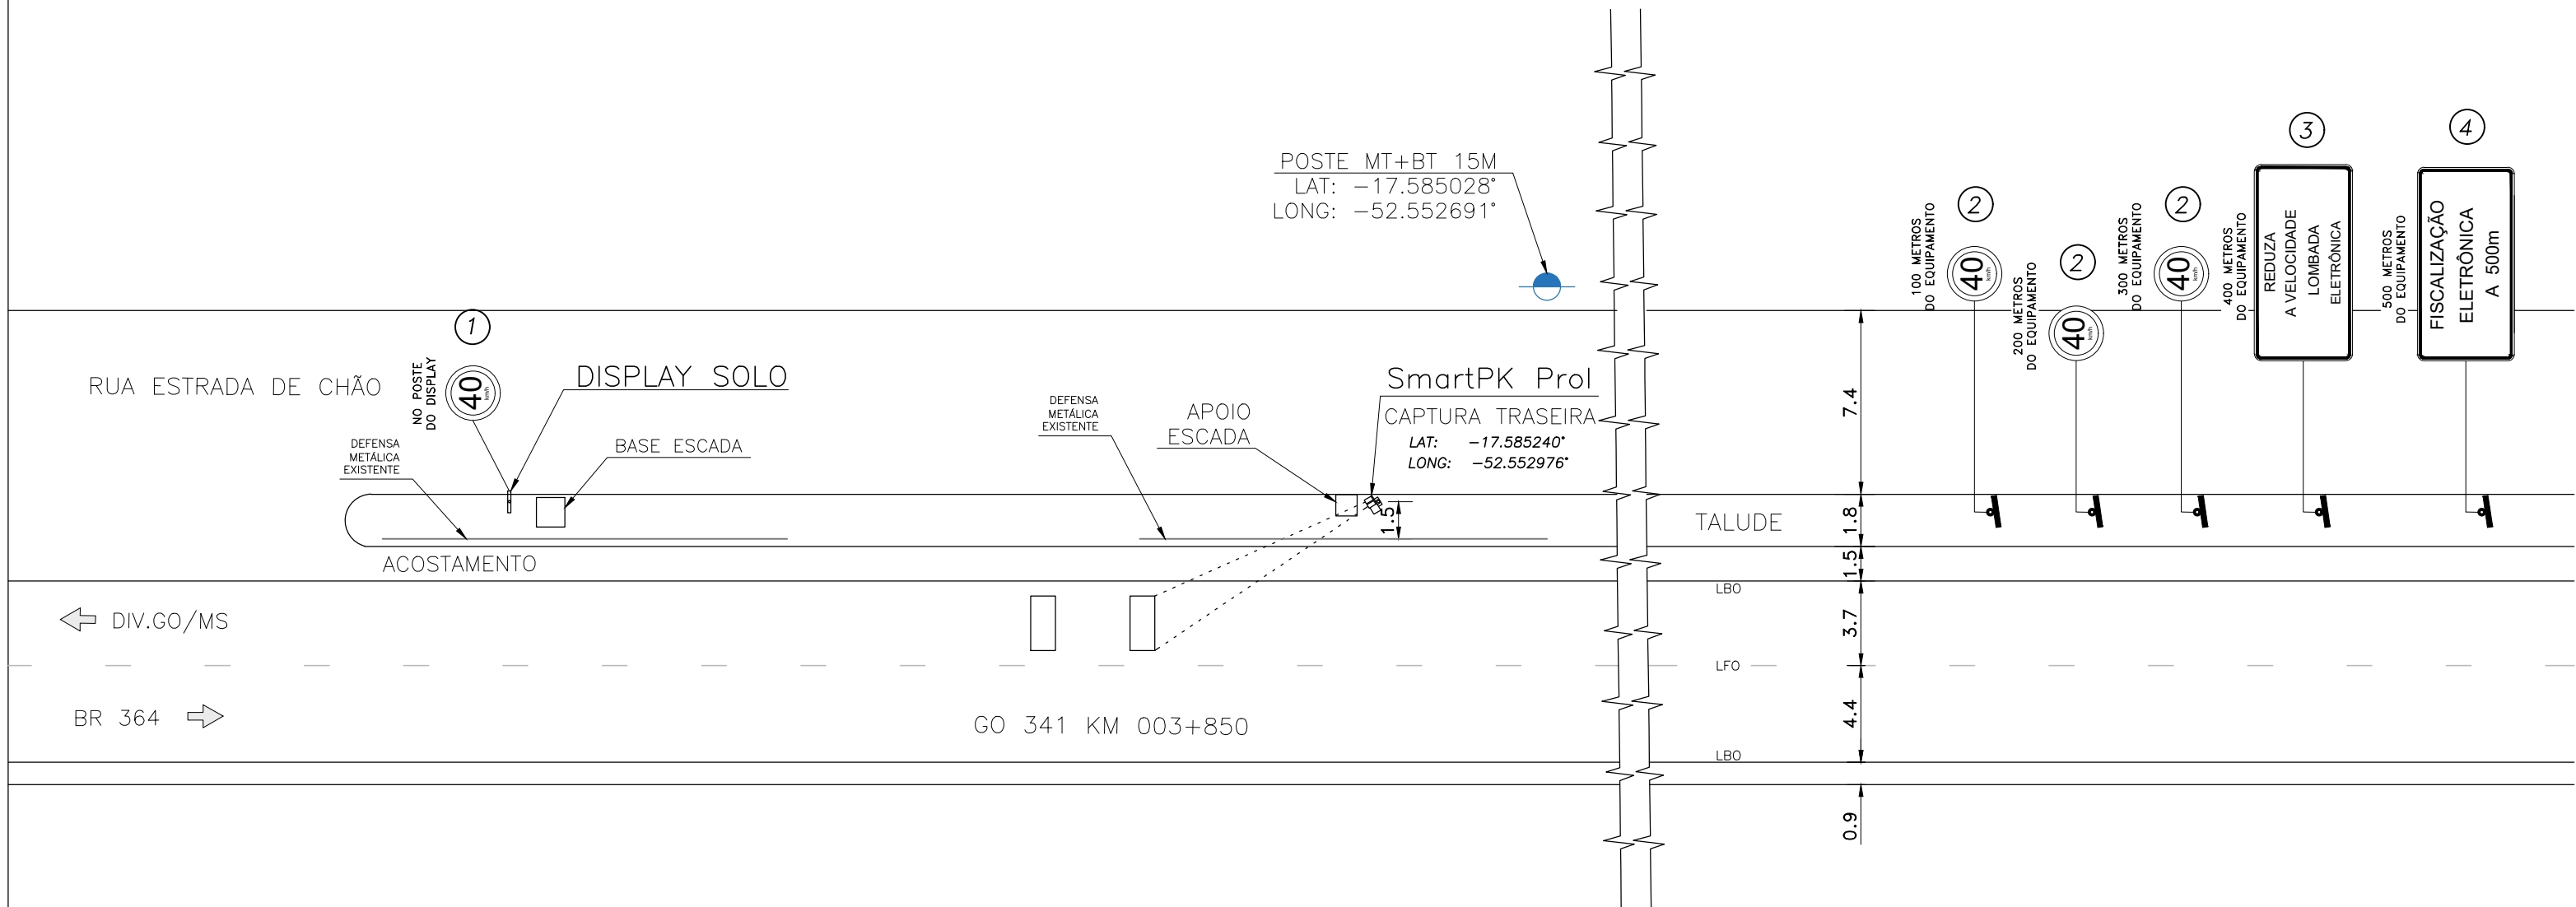 POSTE MT+BT 15M
LAT: -17.585028°
LONG: -52.552691°
1
NO POSTE
DO DISPLAY
40
km/h
RUA ESTRADA DE CHÃO
DISPLAY SOLO
DEFENSA
METÁLICA
EXISTENTE
BASE ESCADA
DEFENSA
METÁLICA
EXISTENTE
APOIO
ESCADA
SmartPK ProI
CAPTURA TRASEIRA
LAT: -17.585240°
LONG: -52.552976°
1.5
ACOSTAMENTO
DIV.GO/MS
BR 364
GO 341 KM 003+850
TALUDE
LBO
LFO
LBO
7.4
1.8
1.5
3.7
4.4
0.9
2
100 METROS
DO EQUIPAMENTO
40
km/h
2
200 METROS
DO EQUIPAMENTO
40
km/h
2
300 METROS
DO EQUIPAMENTO
40
km/h
3
400 METROS
DO EQUIPAMENTO
REDUZA
A VELOCIDADE
LOMBADA
ELETRÔNICA
4
500 METROS
DO EQUIPAMENTO
FISCALIZAÇÃO
ELETRÔNICA
A 500m